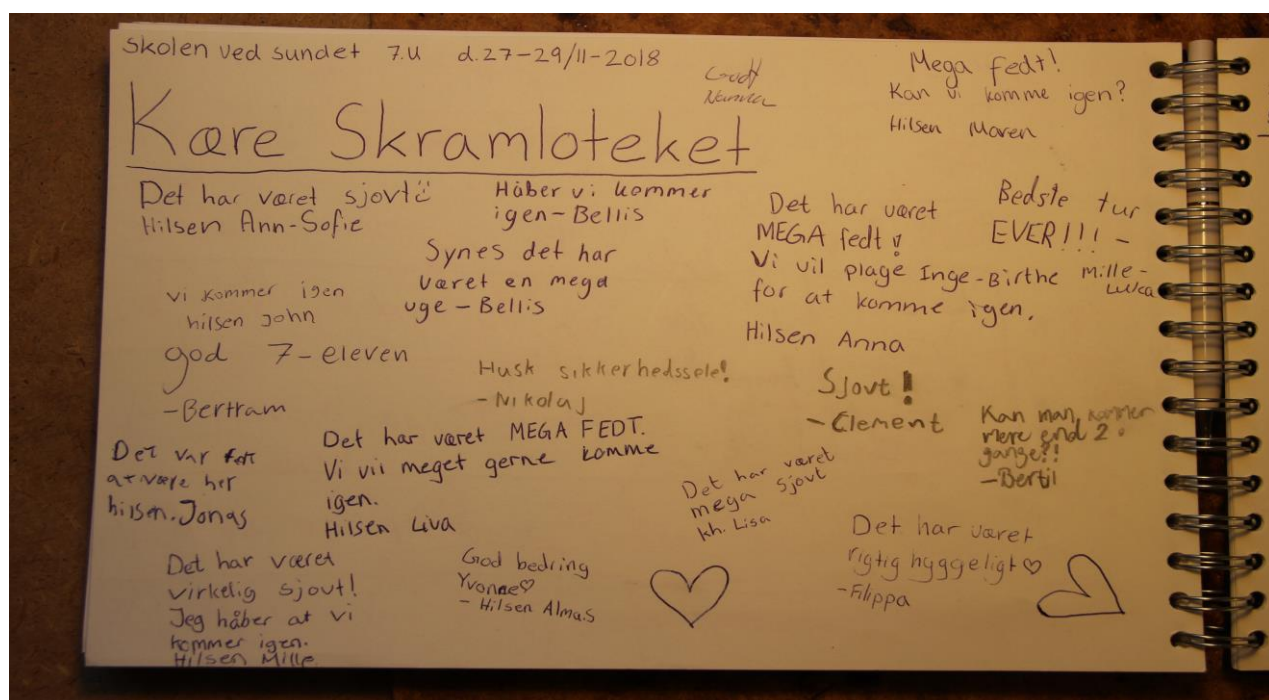 Skolen ved sundet 7.U d.27-29/11-2018
Godt
Mega fedt!
Kan vi komme igen?
Hilsen Maren
Kære Skramloteket
Det har været sjovt
Hilsen Ann-Sofie
Håber vi kommer
igen - Bellis
Synes det har
været en mega
uge - Bellis
Det har været
MEGA fedt!
Vi vil plage Inge-Birthe
for at komme igen.
Hilsen Anna
Bedste tur
EVER!!! -
Mille-
Luka
vi kommer igen
hilsen John
god 7-eleven
-Bertram
Husk sikkerhedssele!
- Nikolaj
Sjovt!
-Clement
Kan man, kommer
mere end 2
gange?!
-Bertil
Det var fett
at være her
hilsen. Jonas
Det har været MEGA FEDT.
Vi vil meget gerne komme
igen.
Hilsen Liva
Det har været
mega sjovt
kh. Lisa
Det har været
virkelig sjovt!
Jeg håber at vi
kommer igen.
Hilsen Mille
God bedring
Yvonne♡
- Hilsen Alma.S
Det har været
rigtig hyggeligt ♡
-Filippa